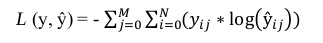 L (y, ŷ) = - ∑_{j=0}^{M} ∑_{i=0}^{N} (y_{ij} * log(ŷ_{ij}))